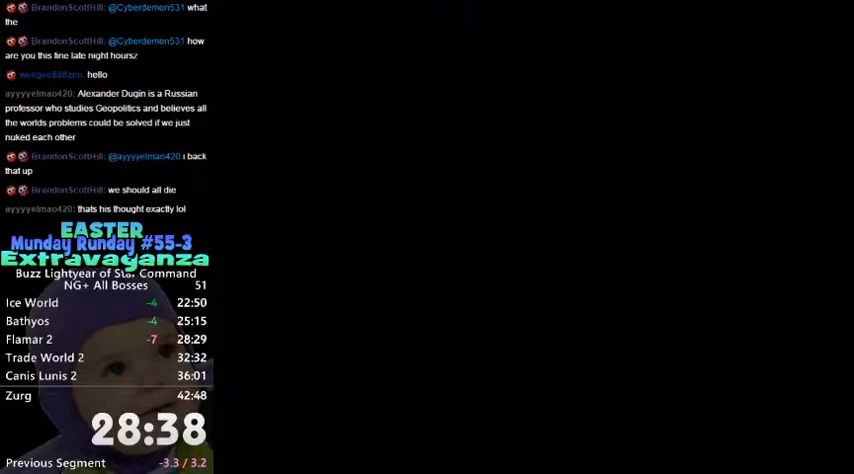 BrandonScottHill: @Cyberdemon531 what
the
BrandonScottHill: @Cyberdemon531 how
are you this fine late night hoursz
hello
ayyyyelmao420: Alexander Dugin is a Russian
professor who studies Geopolitics and believes all
the worlds problems could be solved if we just
nuked each other
BrandonScottHill: @ayyyyelmao420 i back
that up
BrandonScottHill: we should all die
ayyyyelmao420: thats his thought exactly lol
EASTER
Munday Runday #55-3
Extravaganza
Buzz Lightyear of Star Command
NG+ All Bosses 51
Ice World -4 22:50
Bathyos -4 25:15
Flamar 2 -7 28:29
Trade World 2 32:32
Canis Lunis 2 36:01
Zurg 42:48
28:38
Previous Segment -3.3 / 3.2